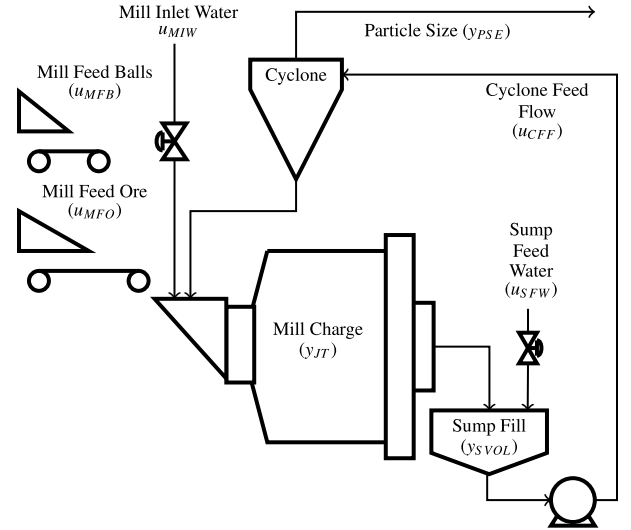 Mill Inlet Water
u_MIW
Particle Size (y_PSE)
Mill Feed Balls
(u_MFB)
Cyclone
Cyclone Feed
Flow
(u_CFF)
Mill Feed Ore
(u_MFO)
Sump
Feed
Water
(u_SFW)
Mill Charge
(y_JT)
Sump Fill
(y_SVOL)